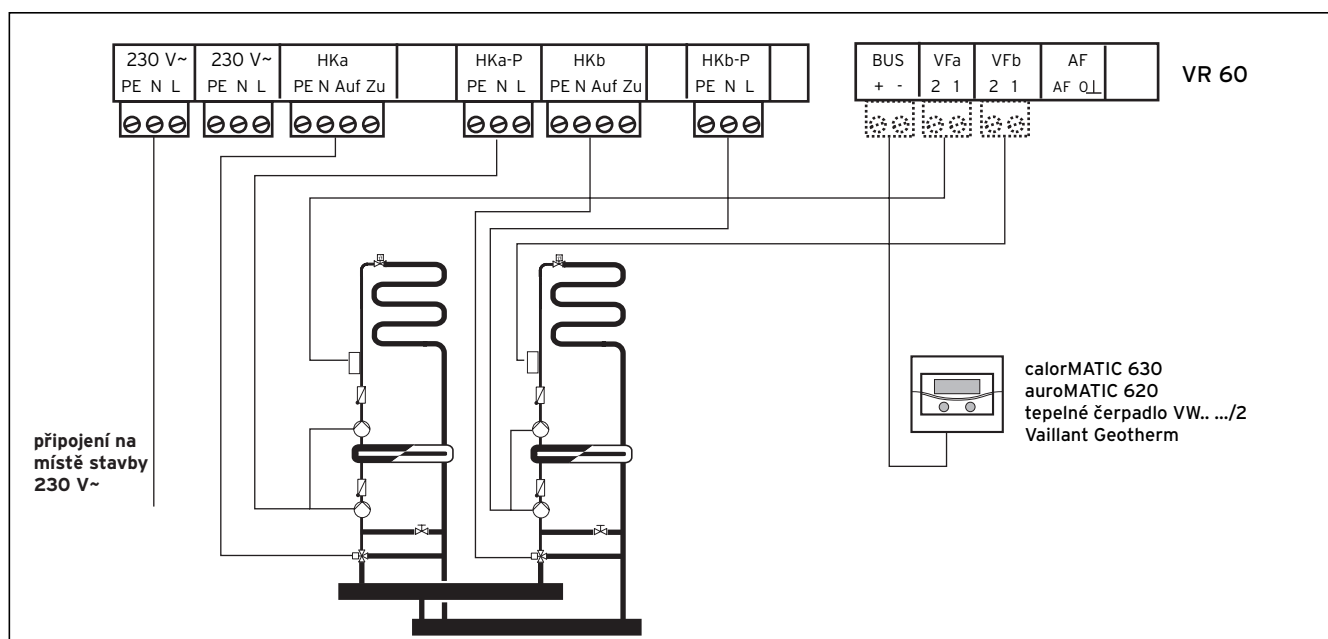 230 V~ 230 V~ HKa HKa-P HKb HKb-P BUS VFa VFb AF
PE N L PE N L PE N Auf Zu PE N L PE N Auf Zu PE N L + - 2 1 2 1 AF 0⊥
VR 60
calorMATIC 630
auroMATIC 620
tepelné čerpadlo VW.. .../2
Vaillant Geotherm
připojení na
místě stavby
230 V~